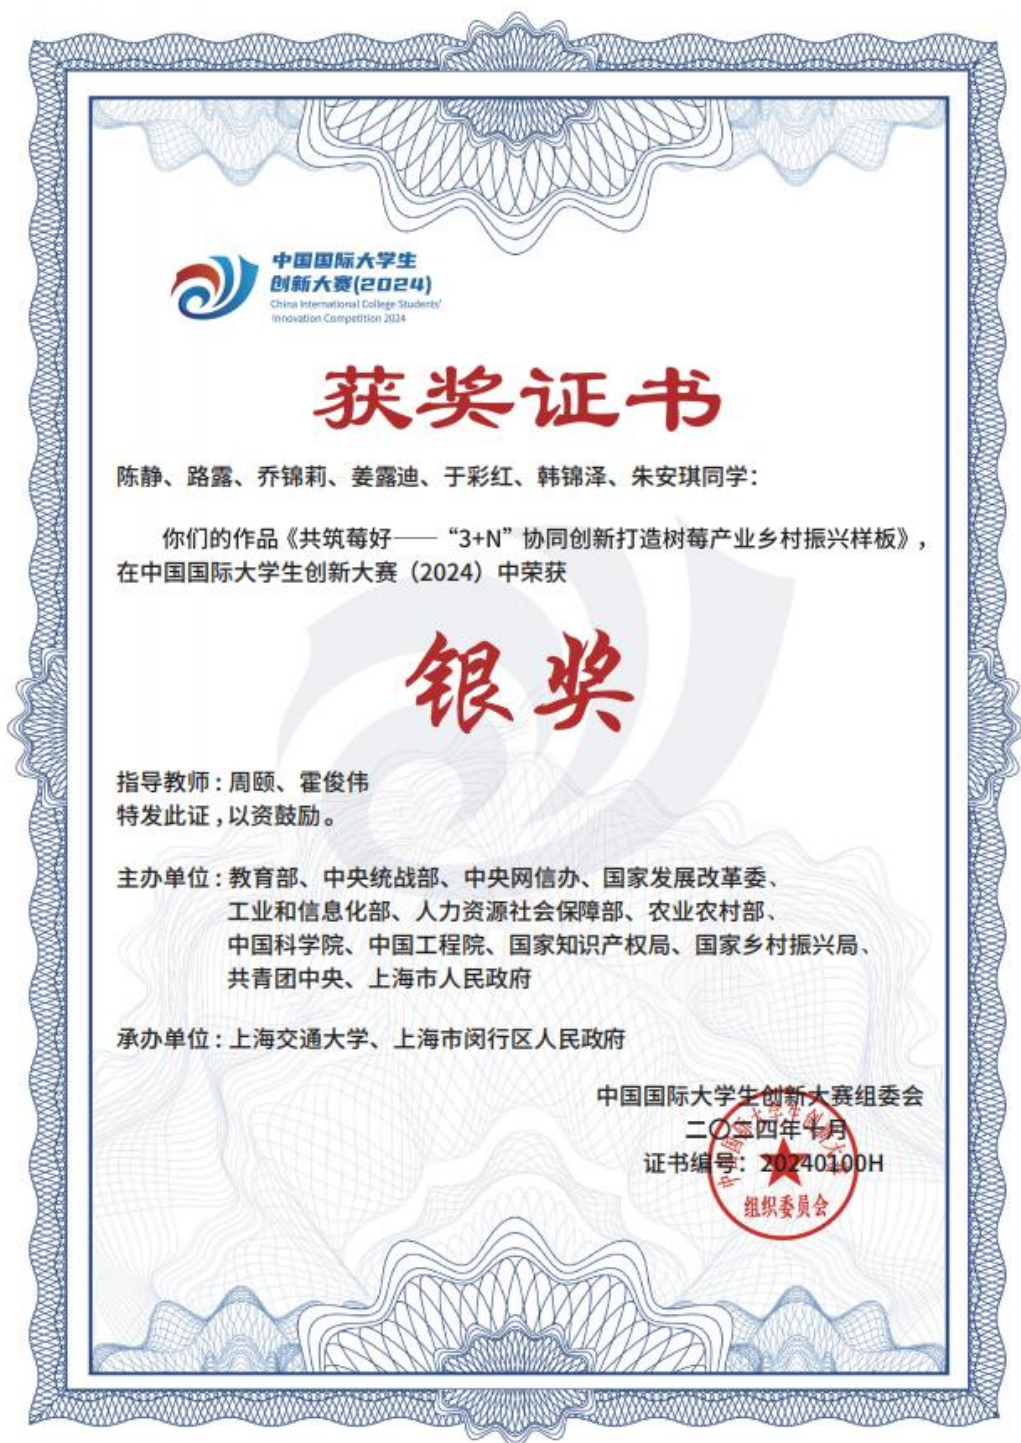 中国国际大学生
创新大赛(2024)
China International College Students'
Innovation Competition 2024
获奖证书
陈静、路露、乔锦莉、姜露迪、于彩红、韩锦泽、朱安琪同学：
你们的作品《共筑莓好——“3+N”协同创新打造树莓产业乡村振兴样板》，
在中国国际大学生创新大赛（2024）中荣获
银奖
指导教师：周颐、霍俊伟
特发此证，以资鼓励。
主办单位：教育部、中央统战部、中央网信办、国家发展改革委、
工业和信息化部、人力资源社会保障部、农业农村部、
中国科学院、中国工程院、国家知识产权局、国家乡村振兴局、
共青团中央、上海市人民政府
承办单位：上海交通大学、上海市闵行区人民政府
中国国际大学生创新大赛组委会
二〇二四年十月
证书编号：20240100H
中国国际大学生创新大赛
组织委员会